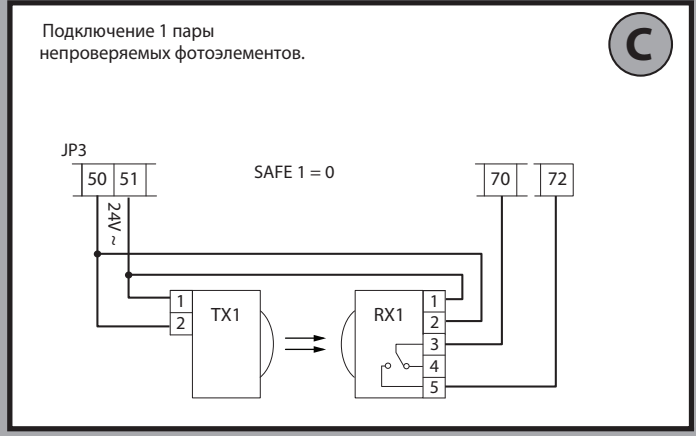 Подключение 1 пары
непроверяемых фотоэлементов.
C
JP3
50 51
SAFE 1 = 0
70 72
24V ~
1
2
TX1
RX1
1
2
3
4
5